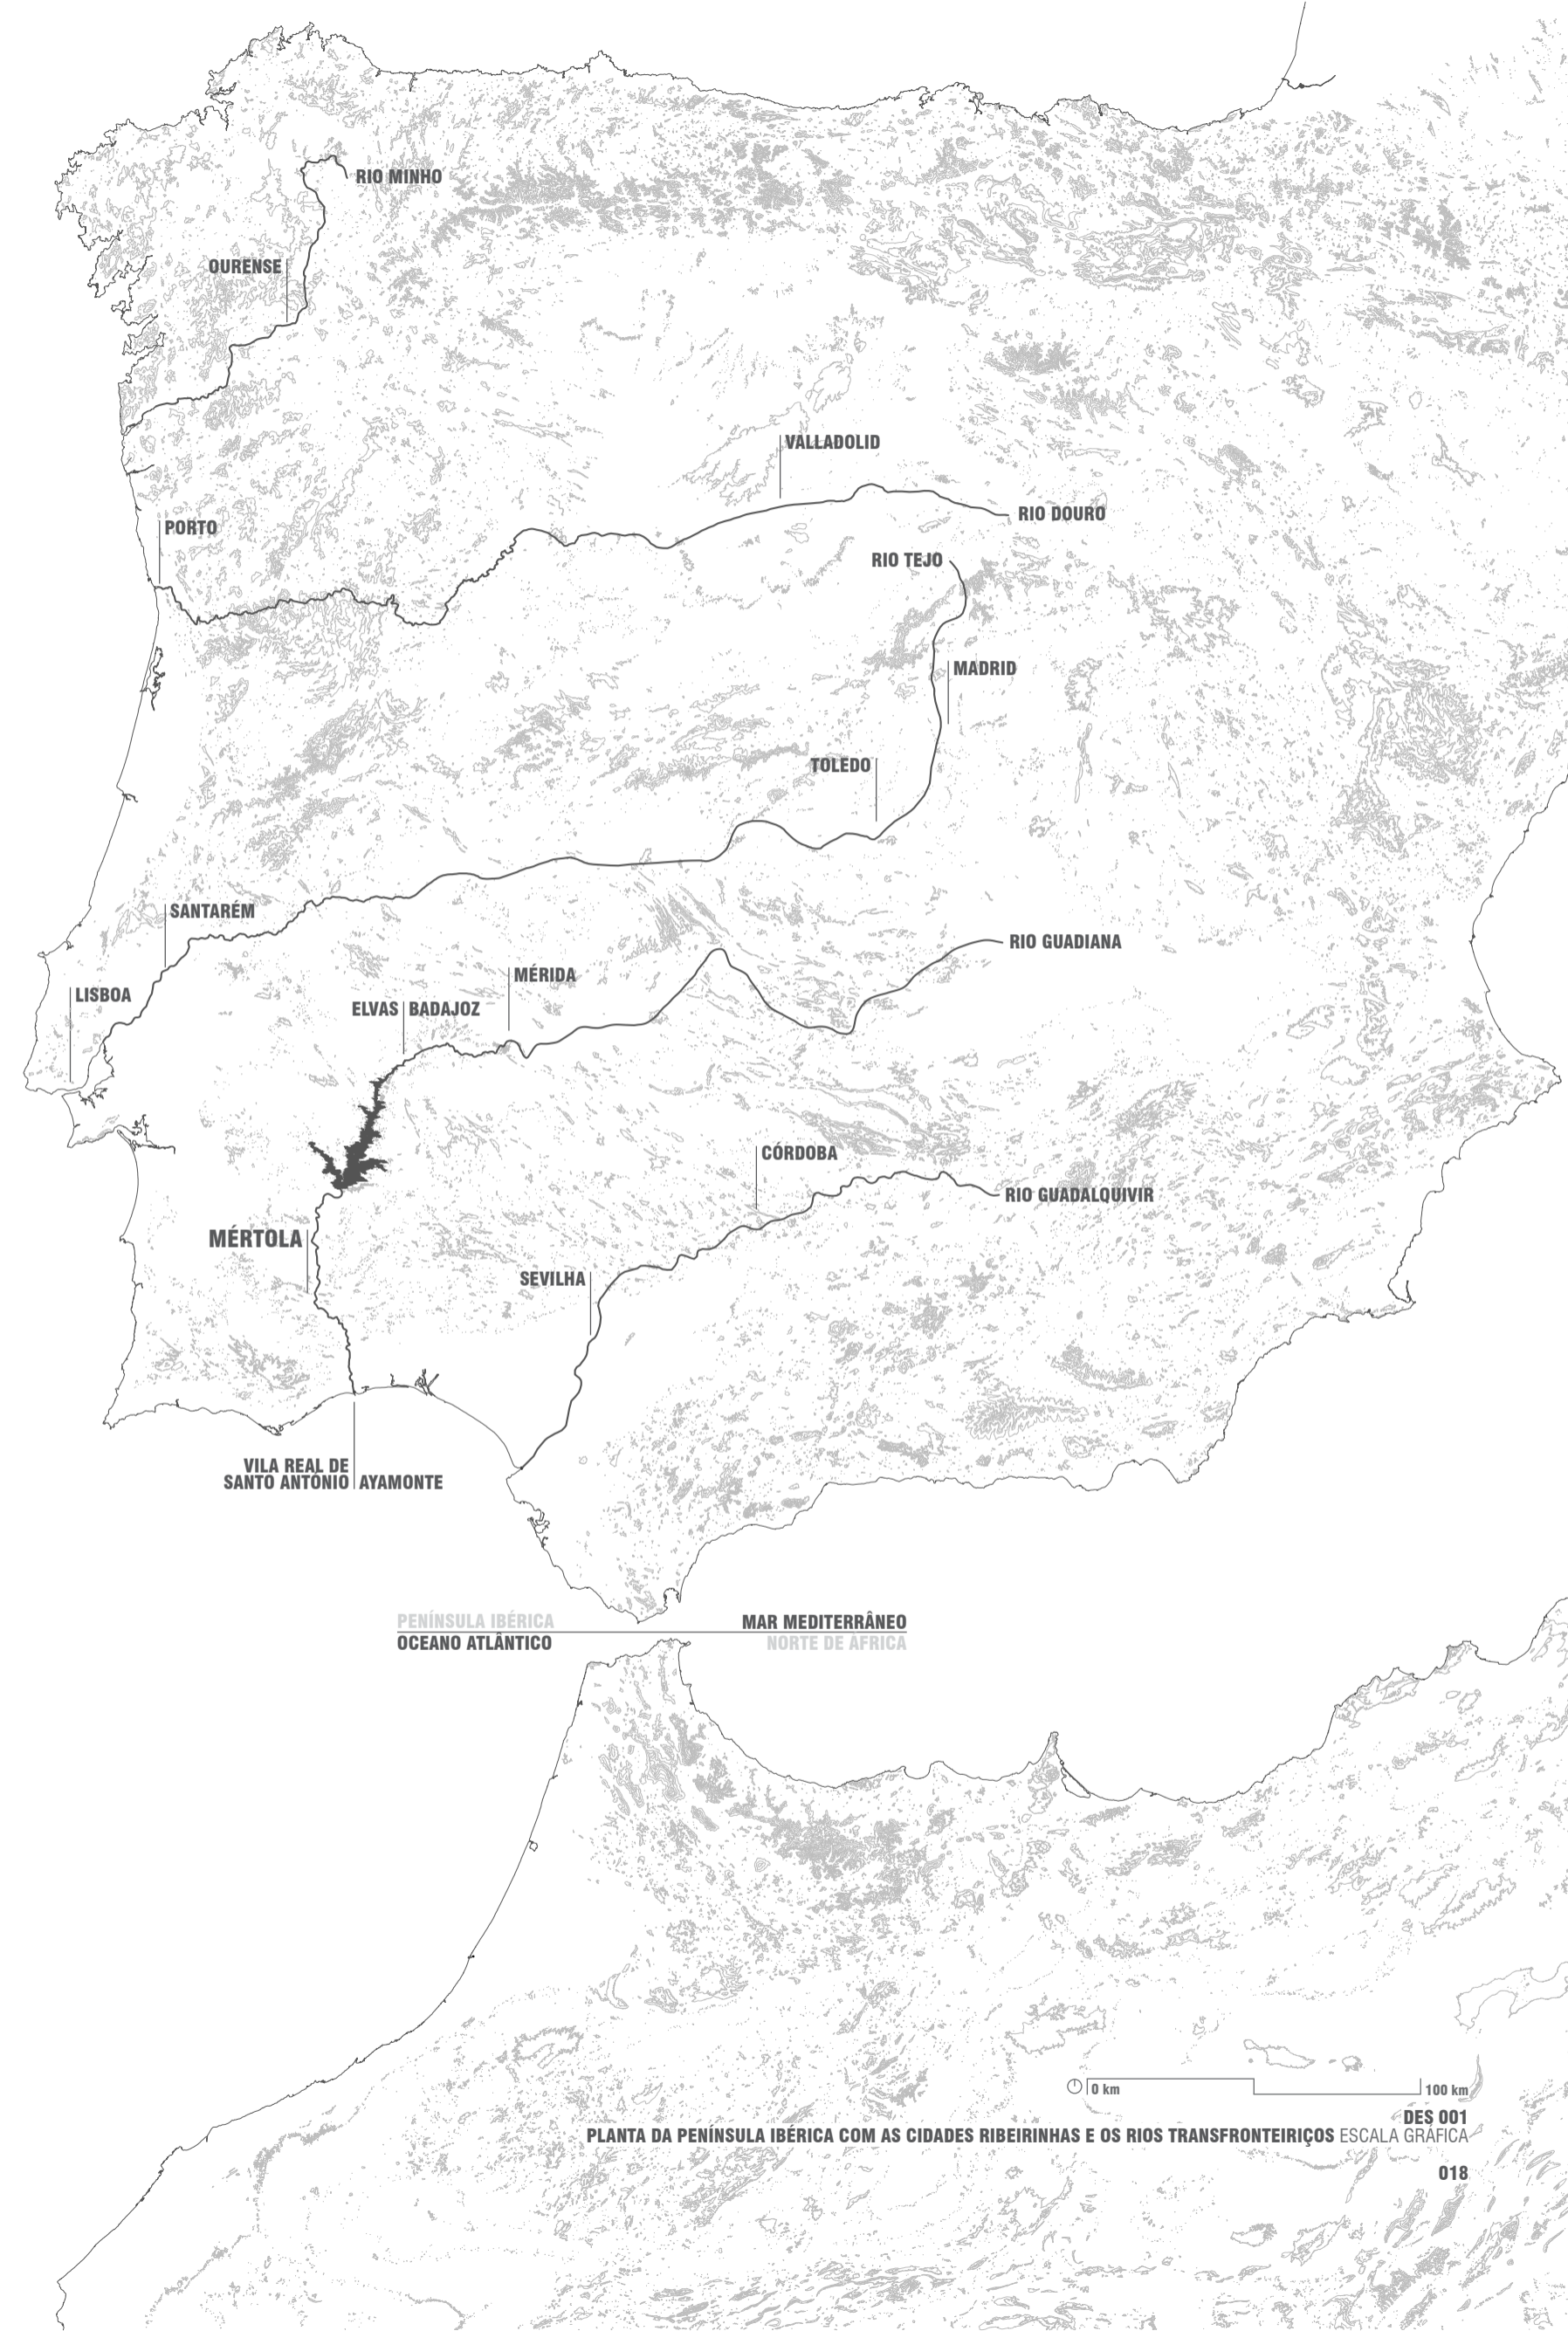 RIO MINHO
OURENSE
VALLADOLID
RIO DOURO
PORTO
RIO TEJO
MADRID
TOLEDO
SANTARÉM
RIO GUADIANA
MÉRIDA
LISBOA
ELVAS BADAJOZ
CÓRDOBA
RIO GUADALQUIVIR
MÉRTOLA
SEVILHA
VILA REAL DE
SANTO ANTÓNIO AYAMONTE
PENÍNSULA IBÉRICA MAR MEDITERRÂNEO
OCEANO ATLÂNTICO NORTE DE ÁFRICA
0 km 100 km
DES 001
PLANTA DA PENÍNSULA IBÉRICA COM AS CIDADES RIBEIRINHAS E OS RIOS TRANSFRONTEIRIÇOS ESCALA GRÁFICA
018